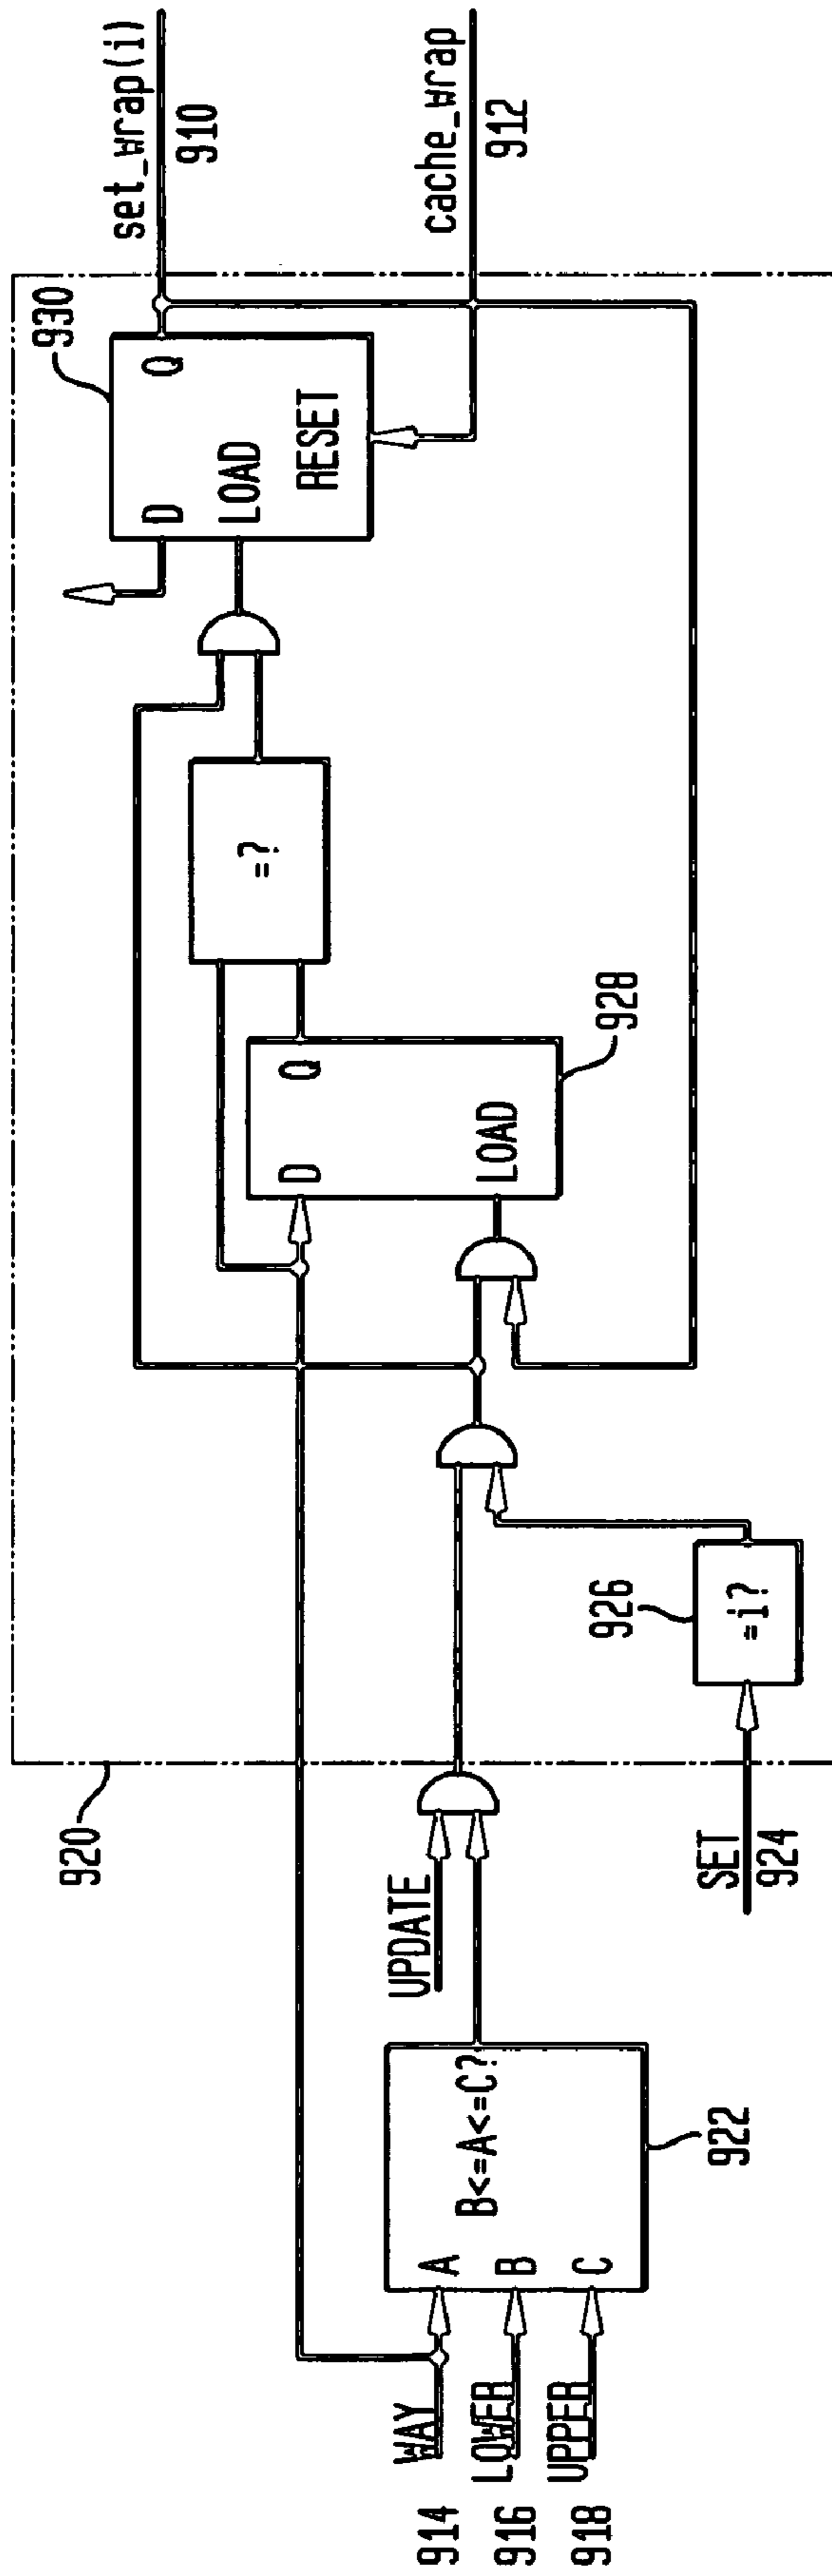 set_wrap(i)
910
cache_wrap
912
930
D
Q
LOAD
RESET
=?
D
Q
LOAD
928
920
926
=i?
SET
924
UPDATE
B<=A<=C?
A
B
C
922
WAY
914
LOWER
916
UPPER
918